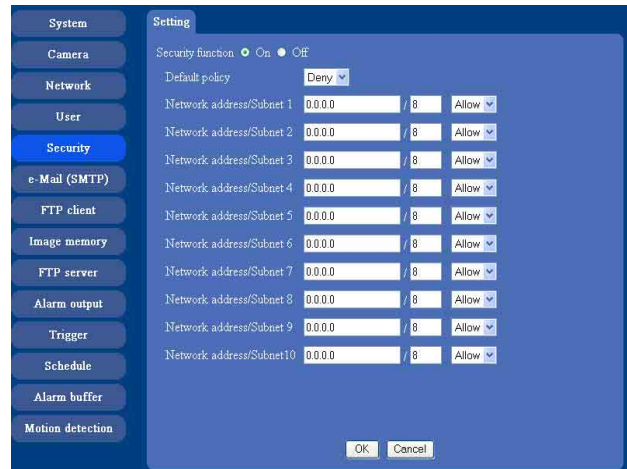 System
Camera
Network
User
Security
e-Mail (SMTP)
FTP client
Image memory
FTP server
Alarm output
Trigger
Schedule
Alarm buffer
Motion detection
Setting
Security function On Off
Default policy Deny
Network address/Subnet 1 0.0.0.0 / 8 Allow
Network address/Subnet 2 0.0.0.0 / 8 Allow
Network address/Subnet 3 0.0.0.0 / 8 Allow
Network address/Subnet 4 0.0.0.0 / 8 Allow
Network address/Subnet 5 0.0.0.0 / 8 Allow
Network address/Subnet 6 0.0.0.0 / 8 Allow
Network address/Subnet 7 0.0.0.0 / 8 Allow
Network address/Subnet 8 0.0.0.0 / 8 Allow
Network address/Subnet 9 0.0.0.0 / 8 Allow
Network address/Subnet10 0.0.0.0 / 8 Allow
OK Cancel